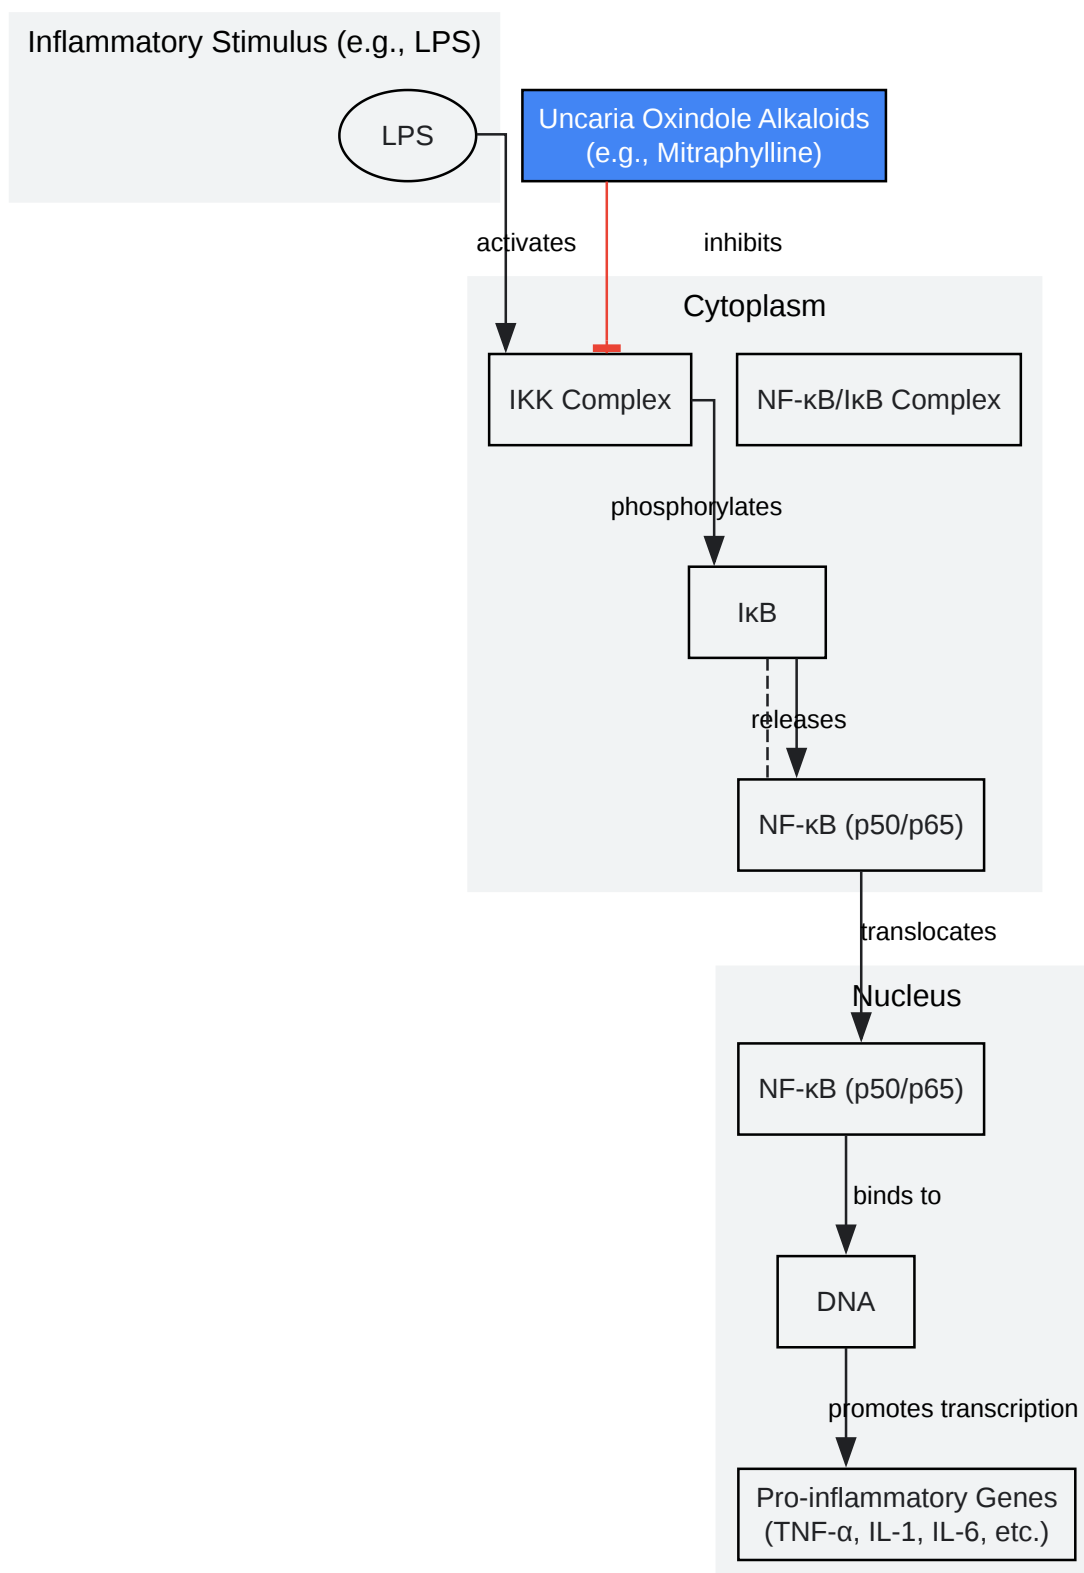 Inflammatory Stimulus (e.g., LPS)
LPS
Uncaria Oxindole Alkaloids
(e.g., Mitraphylline)
activates
inhibits
Cytoplasm
IKK Complex
NF-κB/IκB Complex
phosphorylates
IκB
releases
NF-κB (p50/p65)
translocates
Nucleus
NF-κB (p50/p65)
binds to
DNA
promotes transcription
Pro-inflammatory Genes
(TNF-α, IL-1, IL-6, etc.)